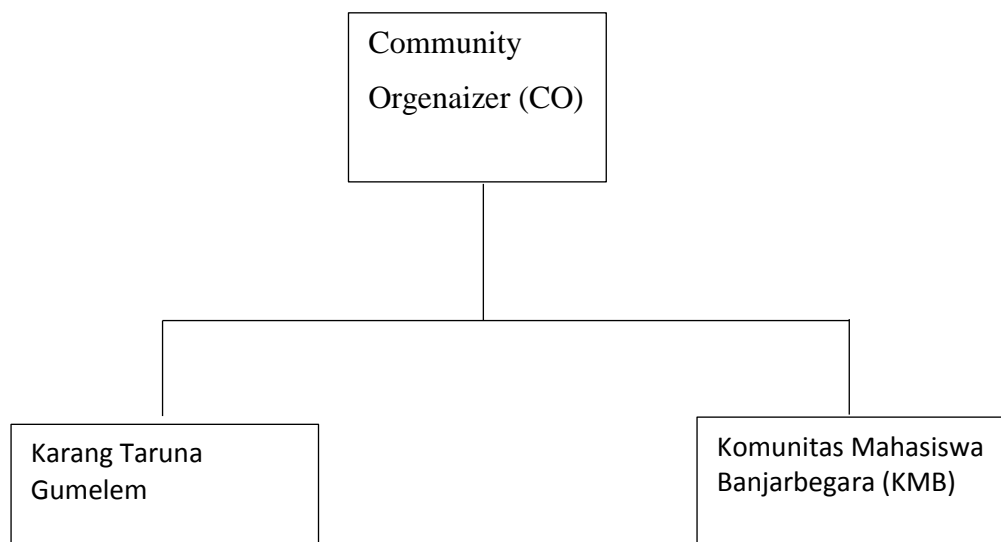 Community
Orgenaizer (CO)
Karang Taruna
Gumelem
Komunitas Mahasiswa
Banjarbegara (KMB)